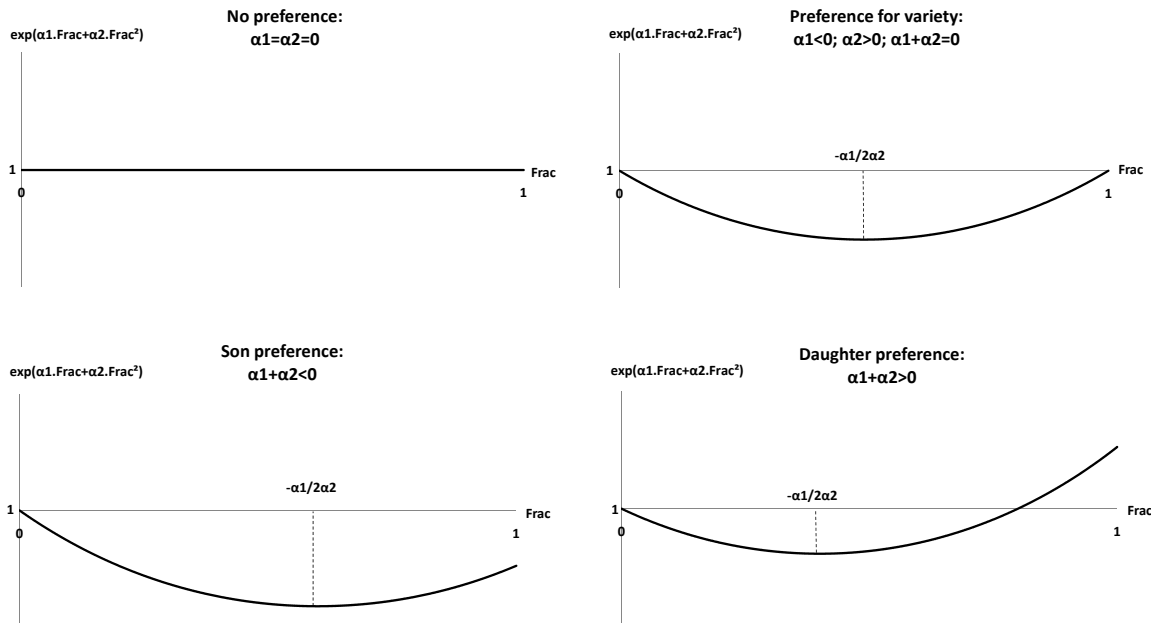 No preference:
α1=α2=0
exp(α1.Frac+α2.Frac²)
1
0
1
Frac
Preference for variety:
α1<0; α2>0; α1+α2=0
exp(α1.Frac+α2.Frac²)
-α1/2α2
1
0
1
Frac
Son preference:
α1+α2<0
exp(α1.Frac+α2.Frac²)
-α1/2α2
1
0
1
Frac
Daughter preference:
α1+α2>0
exp(α1.Frac+α2.Frac²)
-α1/2α2
1
0
1
Frac